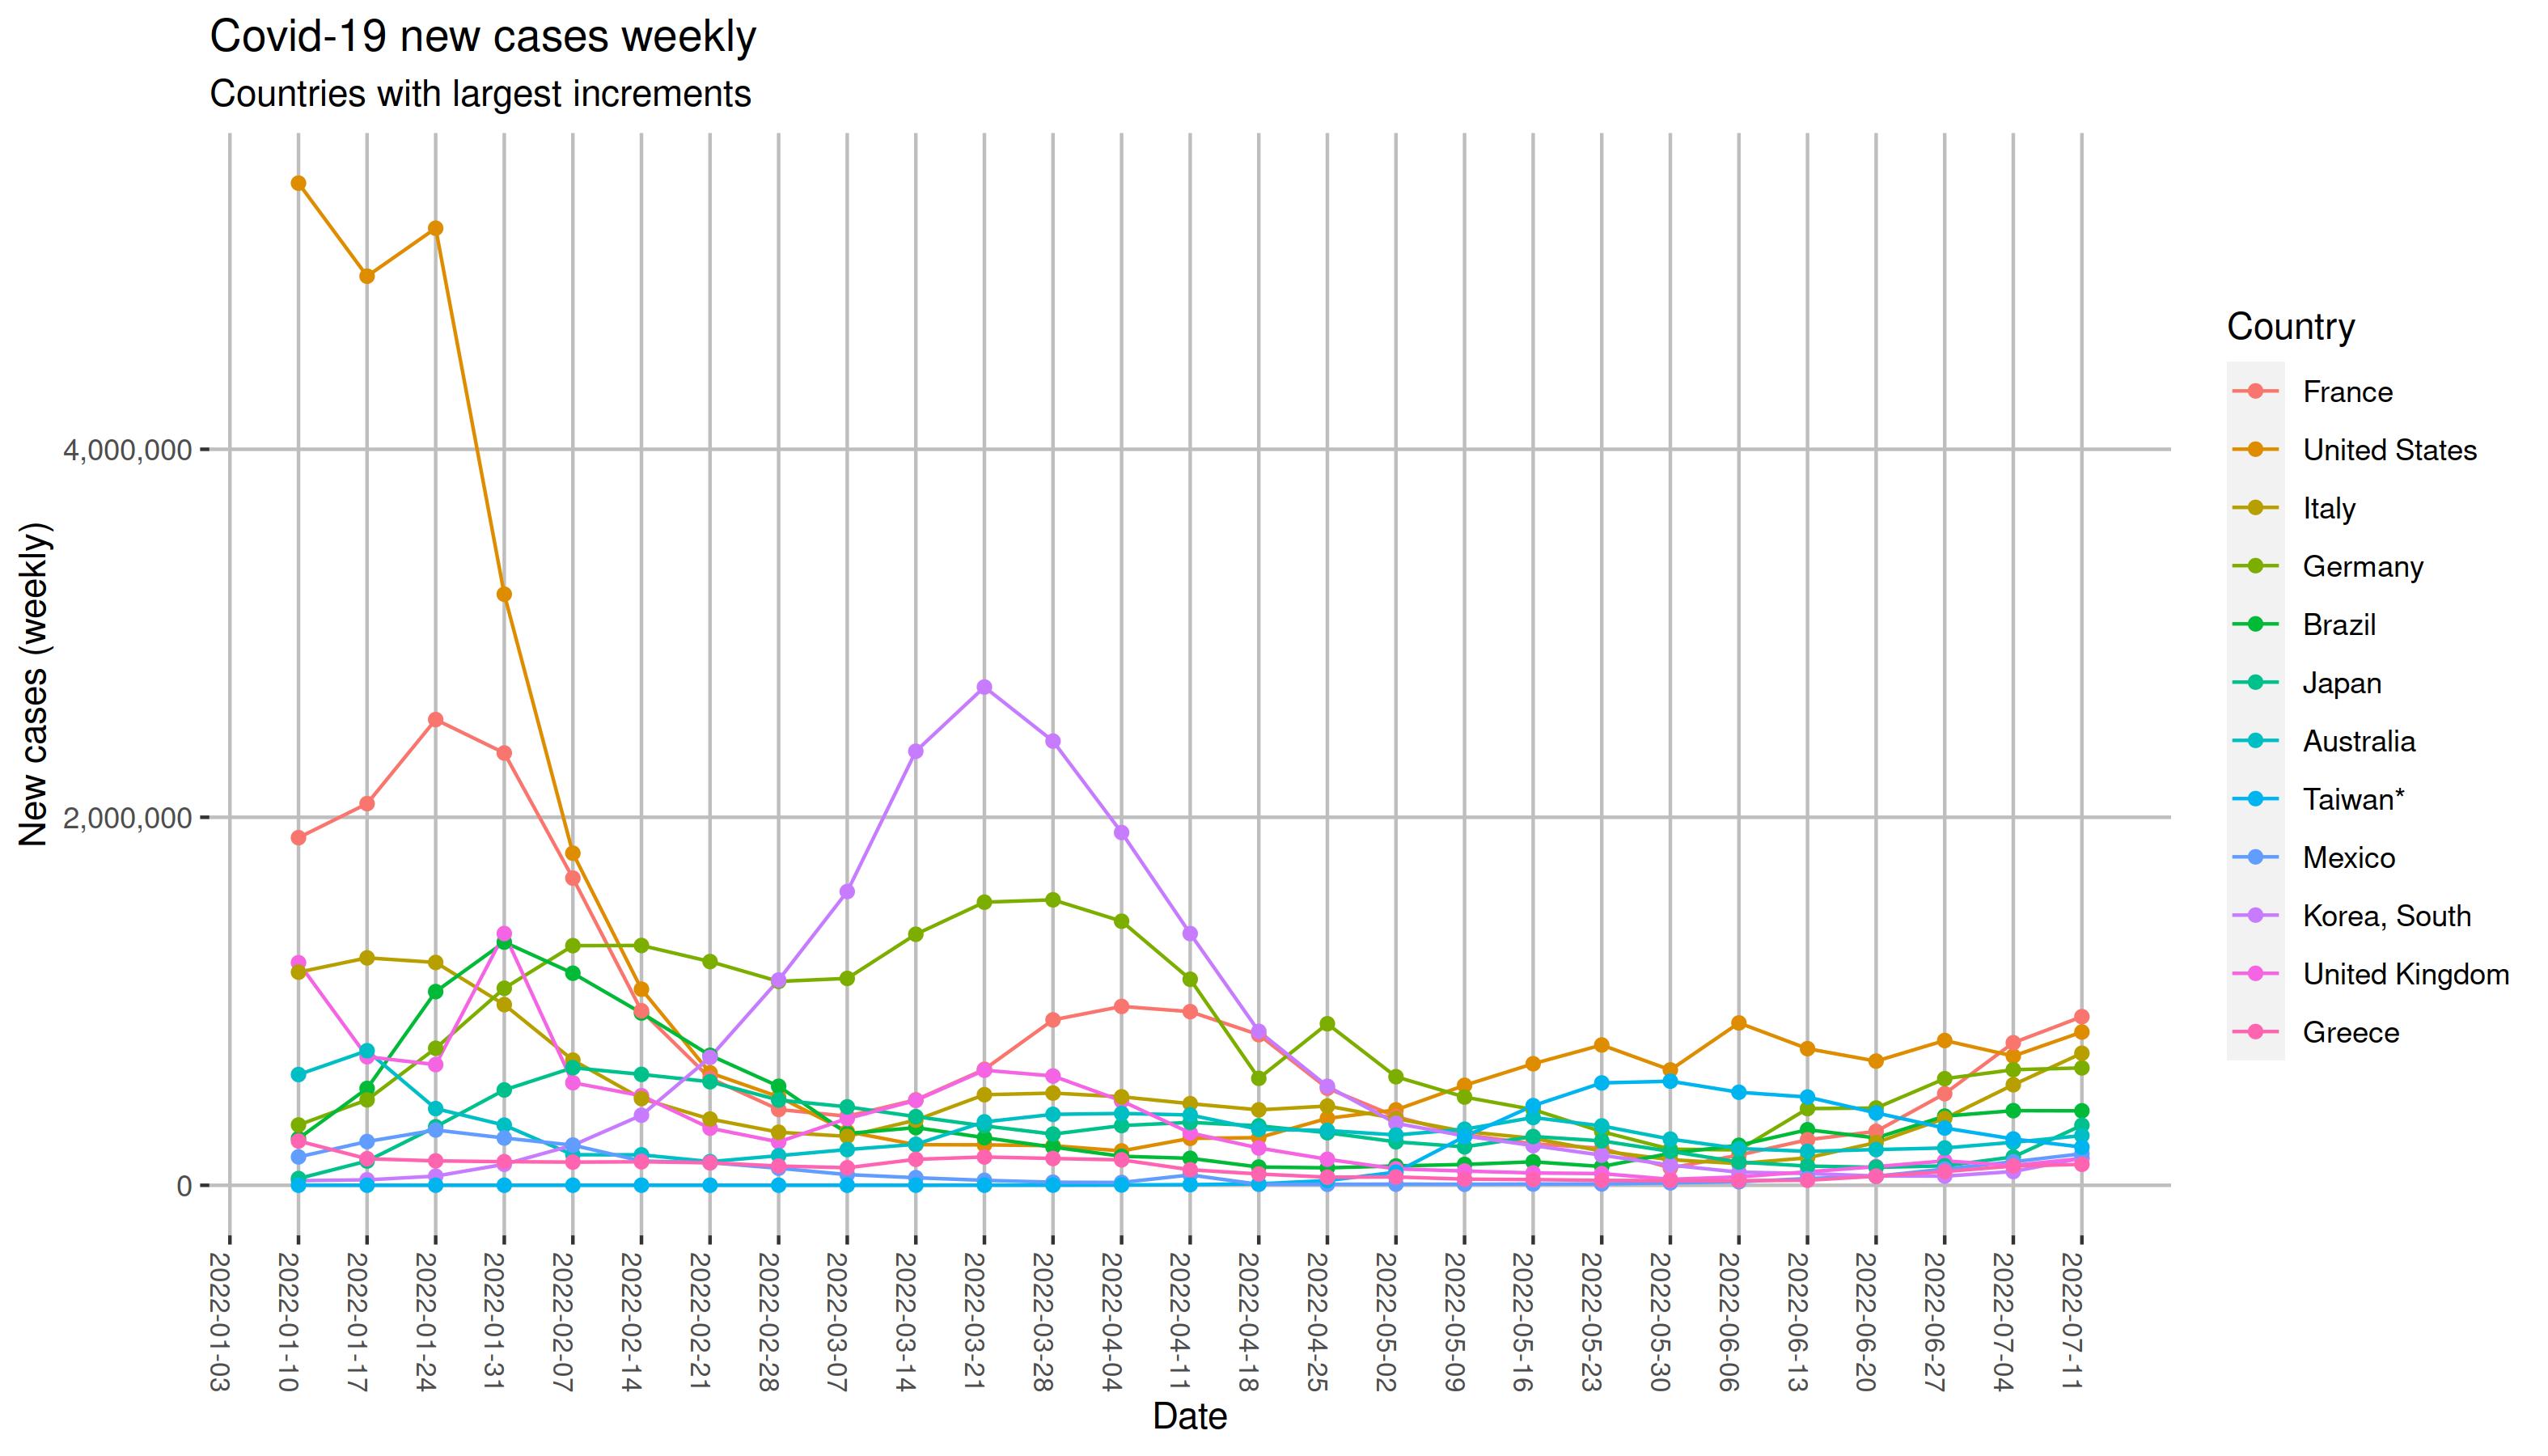 Covid-19 new cases weekly
Countries with largest increments
New cases (weekly)
4,000,000
2,000,000
0
2022-01-03
2022-01-10
2022-01-17
2022-01-24
2022-01-31
2022-02-07
2022-02-14
2022-02-21
2022-02-28
2022-03-07
2022-03-14
2022-03-21
2022-03-28
2022-04-04
2022-04-11
2022-04-18
2022-04-25
2022-05-02
2022-05-09
2022-05-16
2022-05-23
2022-05-30
2022-06-06
2022-06-13
2022-06-20
2022-06-27
2022-07-04
2022-07-11
Date
Country
France
United States
Italy
Germany
Brazil
Japan
Australia
Taiwan*
Mexico
Korea, South
United Kingdom
Greece